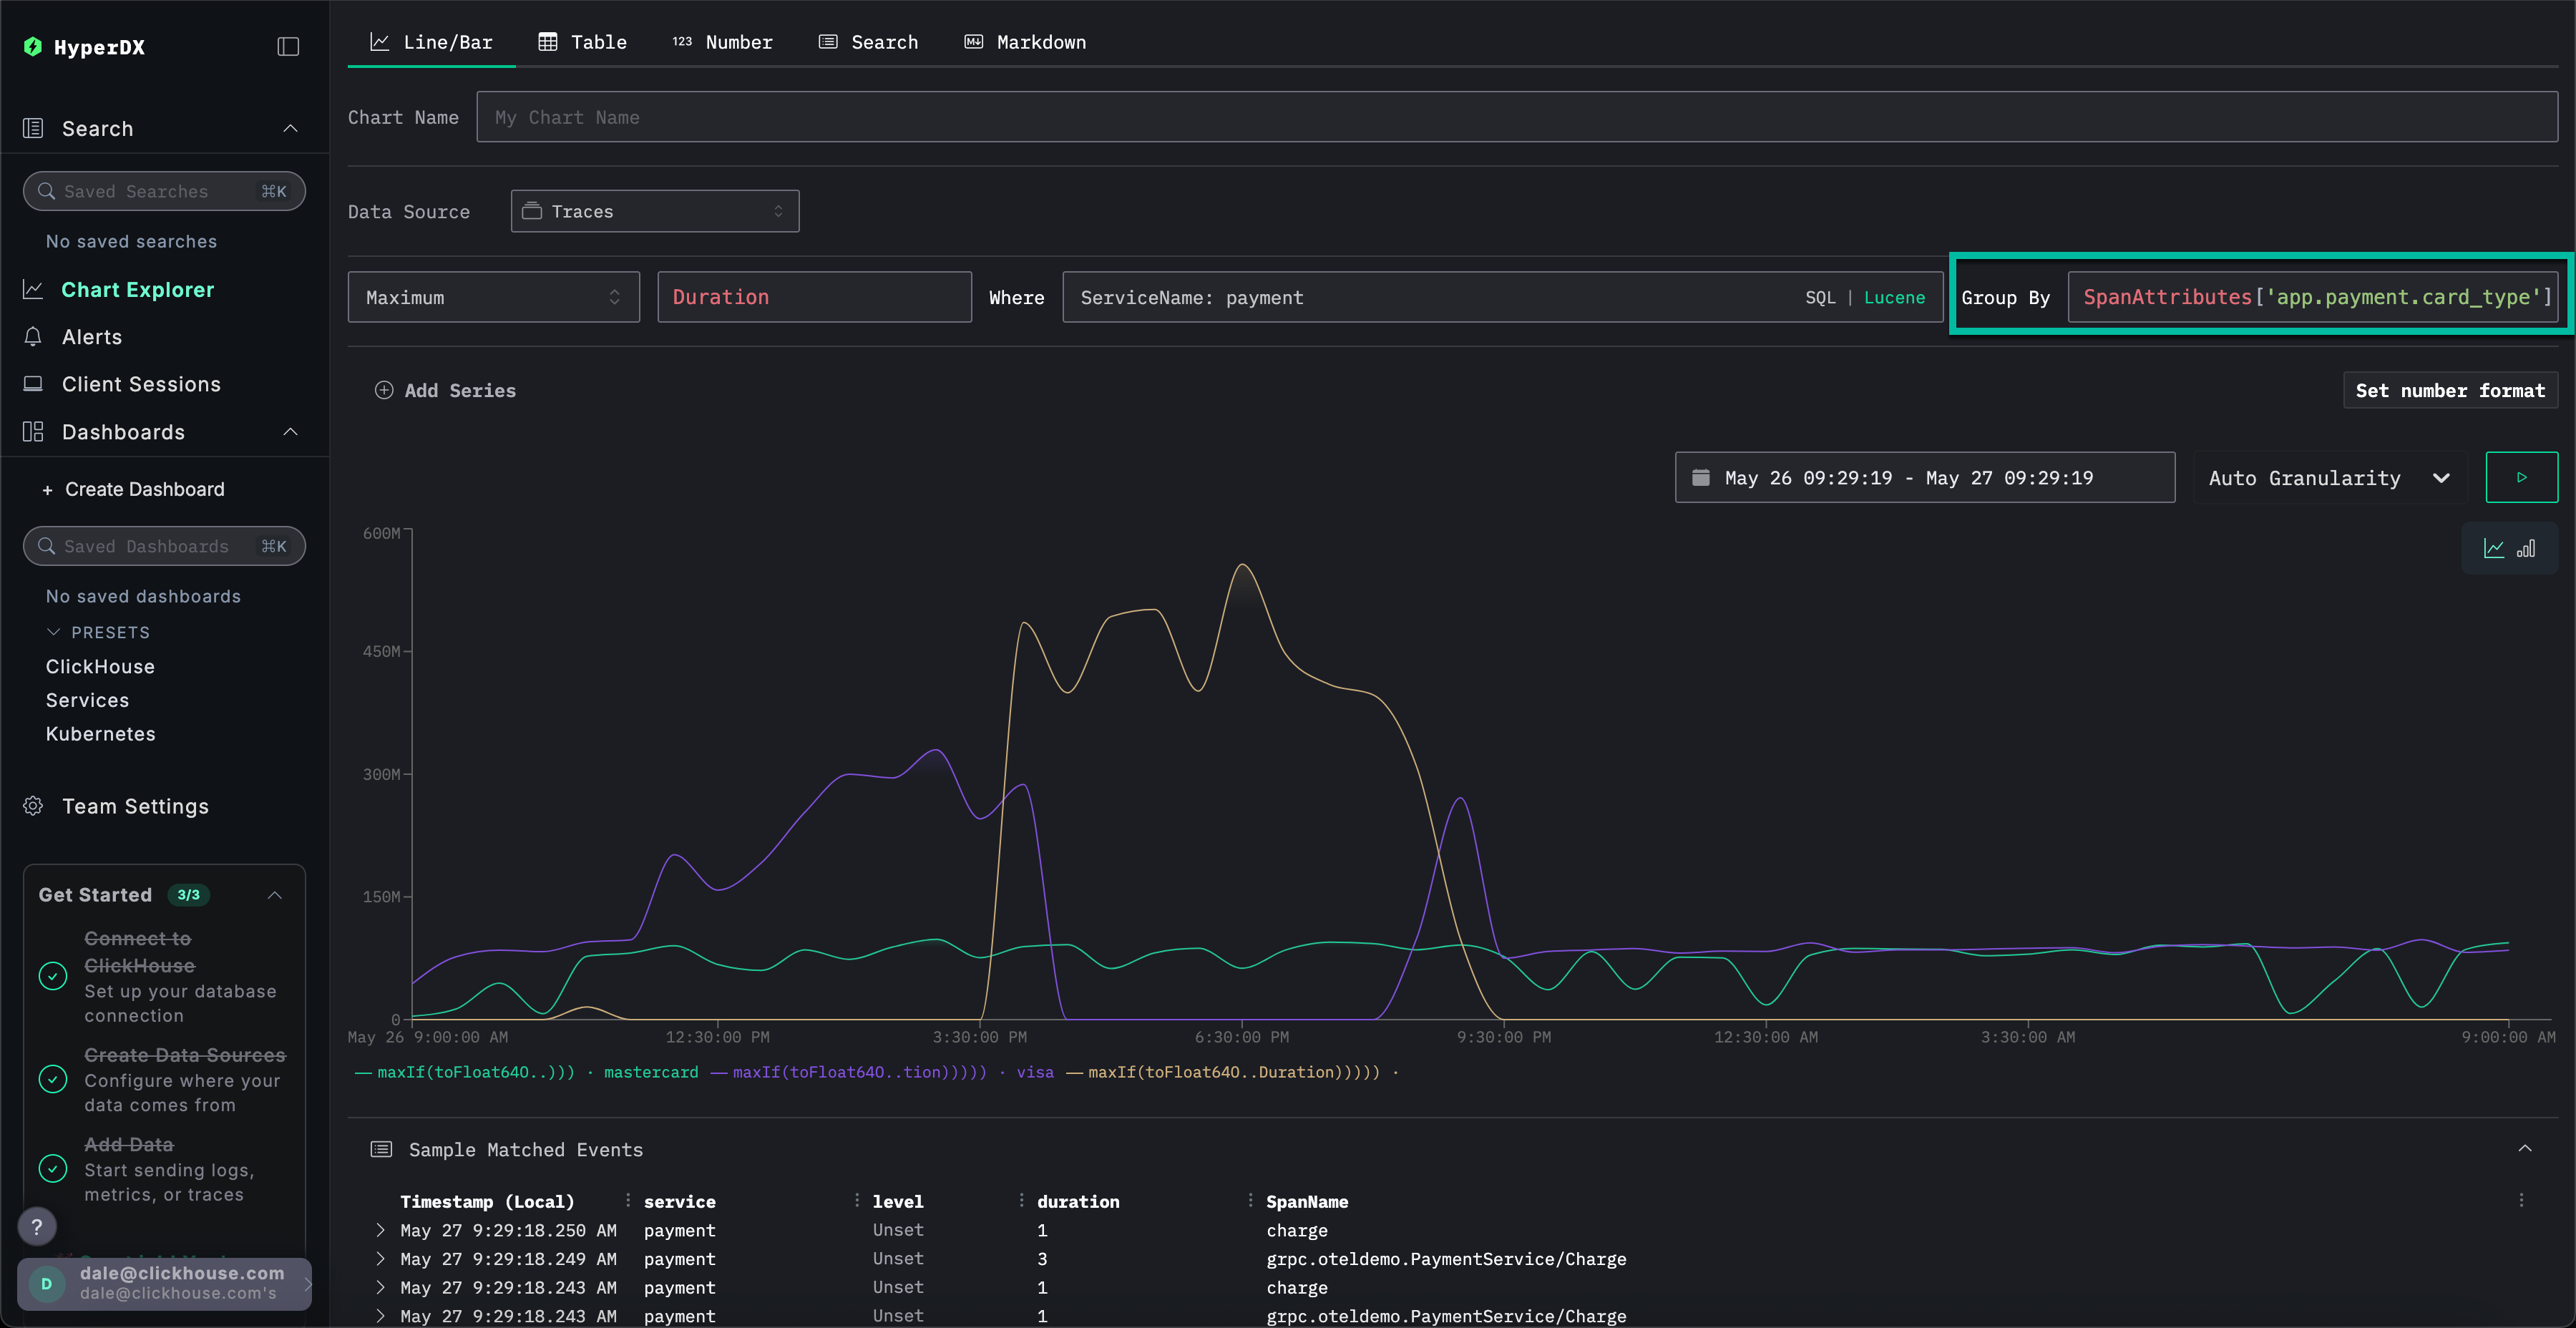 HyperDX
Search
Saved Searches ⌘K
No saved searches
Chart Explorer
Alerts
Client Sessions
Dashboards
+ Create Dashboard
Saved Dashboards ⌘K
No saved dashboards
PRESETS
ClickHouse
Services
Kubernetes
Team Settings
Get Started 3/3
Connect to
ClickHouse
Set up your database
connection
Create Data Sources
Configure where your
data comes from
Add Data
Start sending logs,
metrics, or traces
?
D dale@clickhouse.com
dale@clickhouse.com's
Line/Bar Table 123 Number Search Markdown
Chart Name My Chart Name
Data Source Traces
Maximum Duration Where ServiceName: payment SQL | Lucene Group By SpanAttributes['app.payment.card_type']
Add Series Set number format
May 26 09:29:19 - May 27 09:29:19 Auto Granularity
600M
450M
300M
150M
0
May 26 9:00:00 AM 12:30:00 PM 3:30:00 PM 6:30:00 PM 9:30:00 PM 12:30:00 AM 3:30:00 AM 9:00:00 AM
maxIf(toFloat64O..))) · mastercard maxIf(toFloat64O..tion))))) · visa maxIf(toFloat64O..Duration))))) ·
Sample Matched Events
Timestamp (Local) service level duration SpanName
May 27 9:29:18.250 AM payment Unset 1 charge
May 27 9:29:18.249 AM payment Unset 3 grpc.oteldemo.PaymentService/Charge
May 27 9:29:18.243 AM payment Unset 1 charge
May 27 9:29:18.243 AM payment Unset 1 grpc.oteldemo.PaymentService/Charge